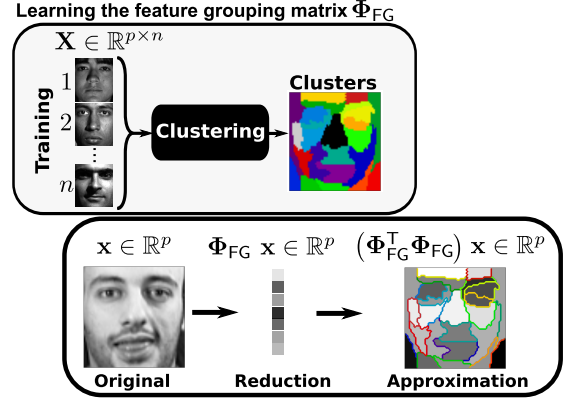 Learning the feature grouping matrix Φ_FG
X ∈ ℝ^{p×n}
Training
1
2
⋮
n
Clustering
Clusters
x ∈ ℝ^p
Φ_FG x ∈ ℝ^p
(Φ_FG^T Φ_FG) x ∈ ℝ^p
Original
Reduction
Approximation